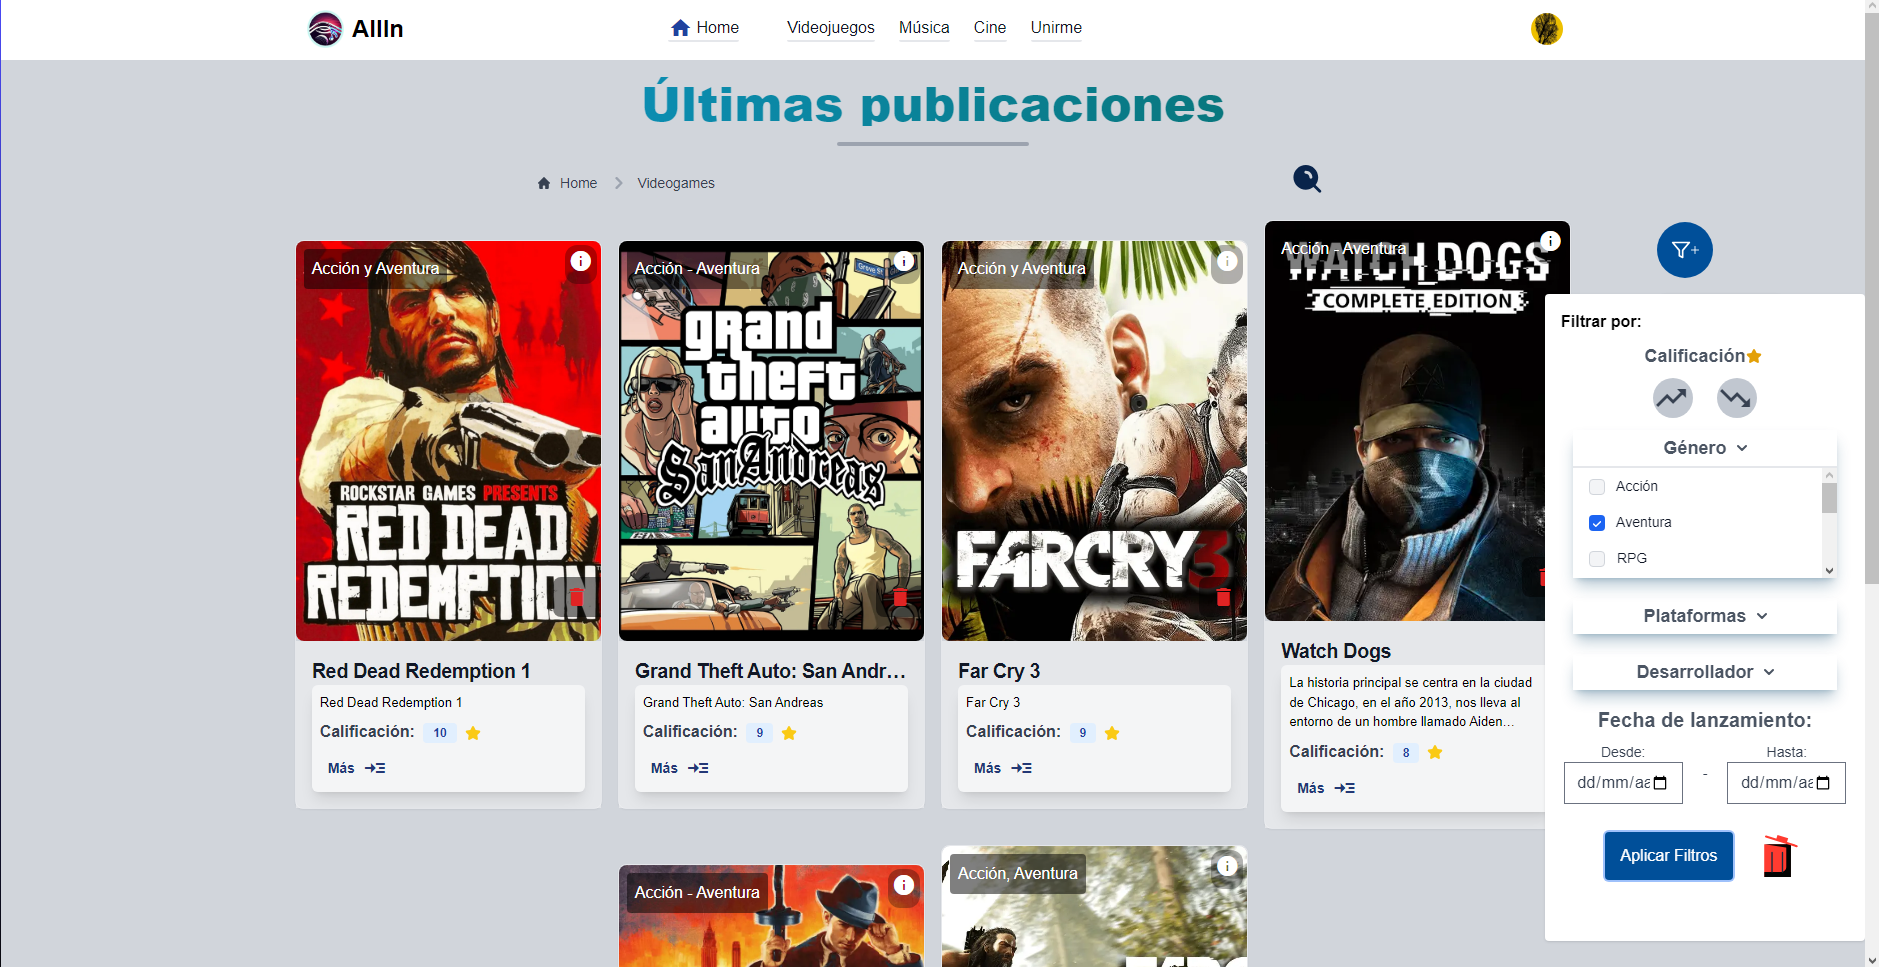 AllIn
Home
Videojuegos
Música
Cine
Unirme
Últimas publicaciones
Home
Videogames
Acción y Aventura
ROCKSTAR GAMES PRESENTS
RED DEAD
REDEMPTION
Red Dead Redemption 1
Red Dead Redemption 1
Calificación: 10
Más
Acción - Aventura
Grove St
grand
theft
auto
San Andreas
Grand Theft Auto: San Andr...
Grand Theft Auto: San Andreas
Calificación: 9
Más
Acción y Aventura
FARCRY 3
Far Cry 3
Far Cry 3
Calificación: 9
Más
Acción - Aventura
WATCH DOGS
COMPLETE EDITION
Watch Dogs
La historia principal se centra en la ciudad
de Chicago, en el año 2013, nos lleva al
entorno de un hombre llamado Aiden...
Calificación: 8
Más
Acción - Aventura
Acción, Aventura
Filtrar por:
Calificación
Género
Acción
Aventura
RPG
Plataformas
Desarrollador
Fecha de lanzamiento:
Desde:
Hasta:
dd/mm/aa
-
dd/mm/aa
Aplicar Filtros